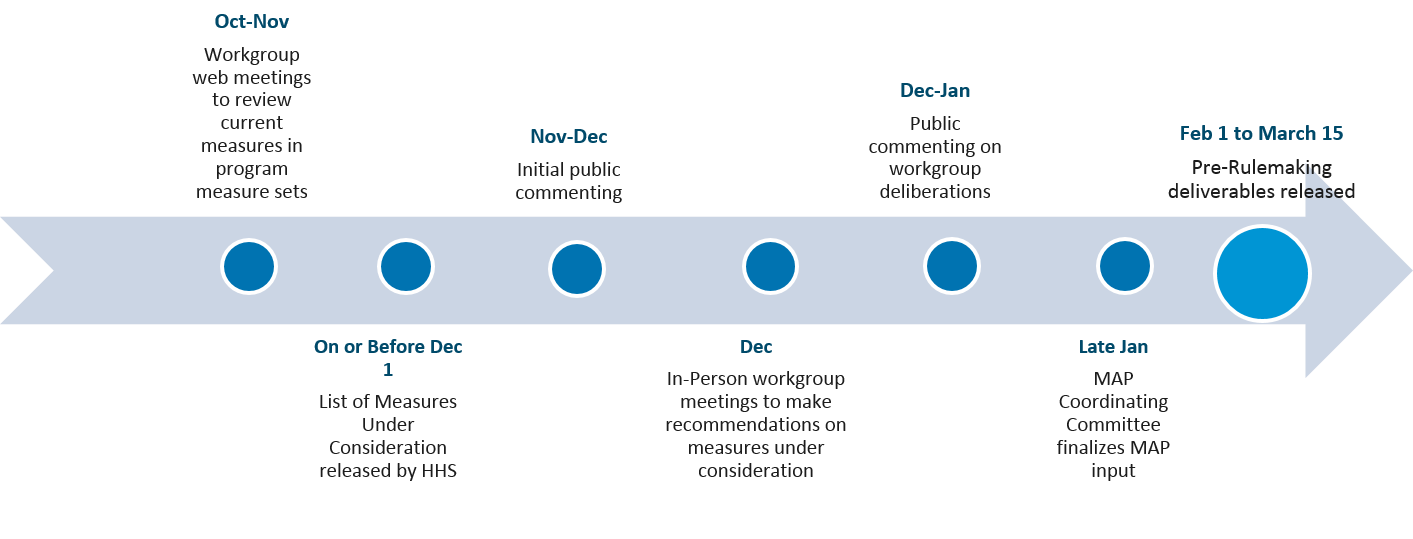 Oct-Nov
Workgroup
web meetings
to review
current
measures in
program
measure sets
On or Before Dec
1
List of Measures
Under
Consideration
released by HHS
Nov-Dec
Initial public
commenting
Dec
In-Person workgroup
meetings to make
recommendations on
measures under
consideration
Dec-Jan
Public
commenting on
workgroup
deliberations
Late Jan
MAP
Coordinating
Committee
finalizes MAP
input
Feb 1 to March 15
Pre-Rulemaking
deliverables released